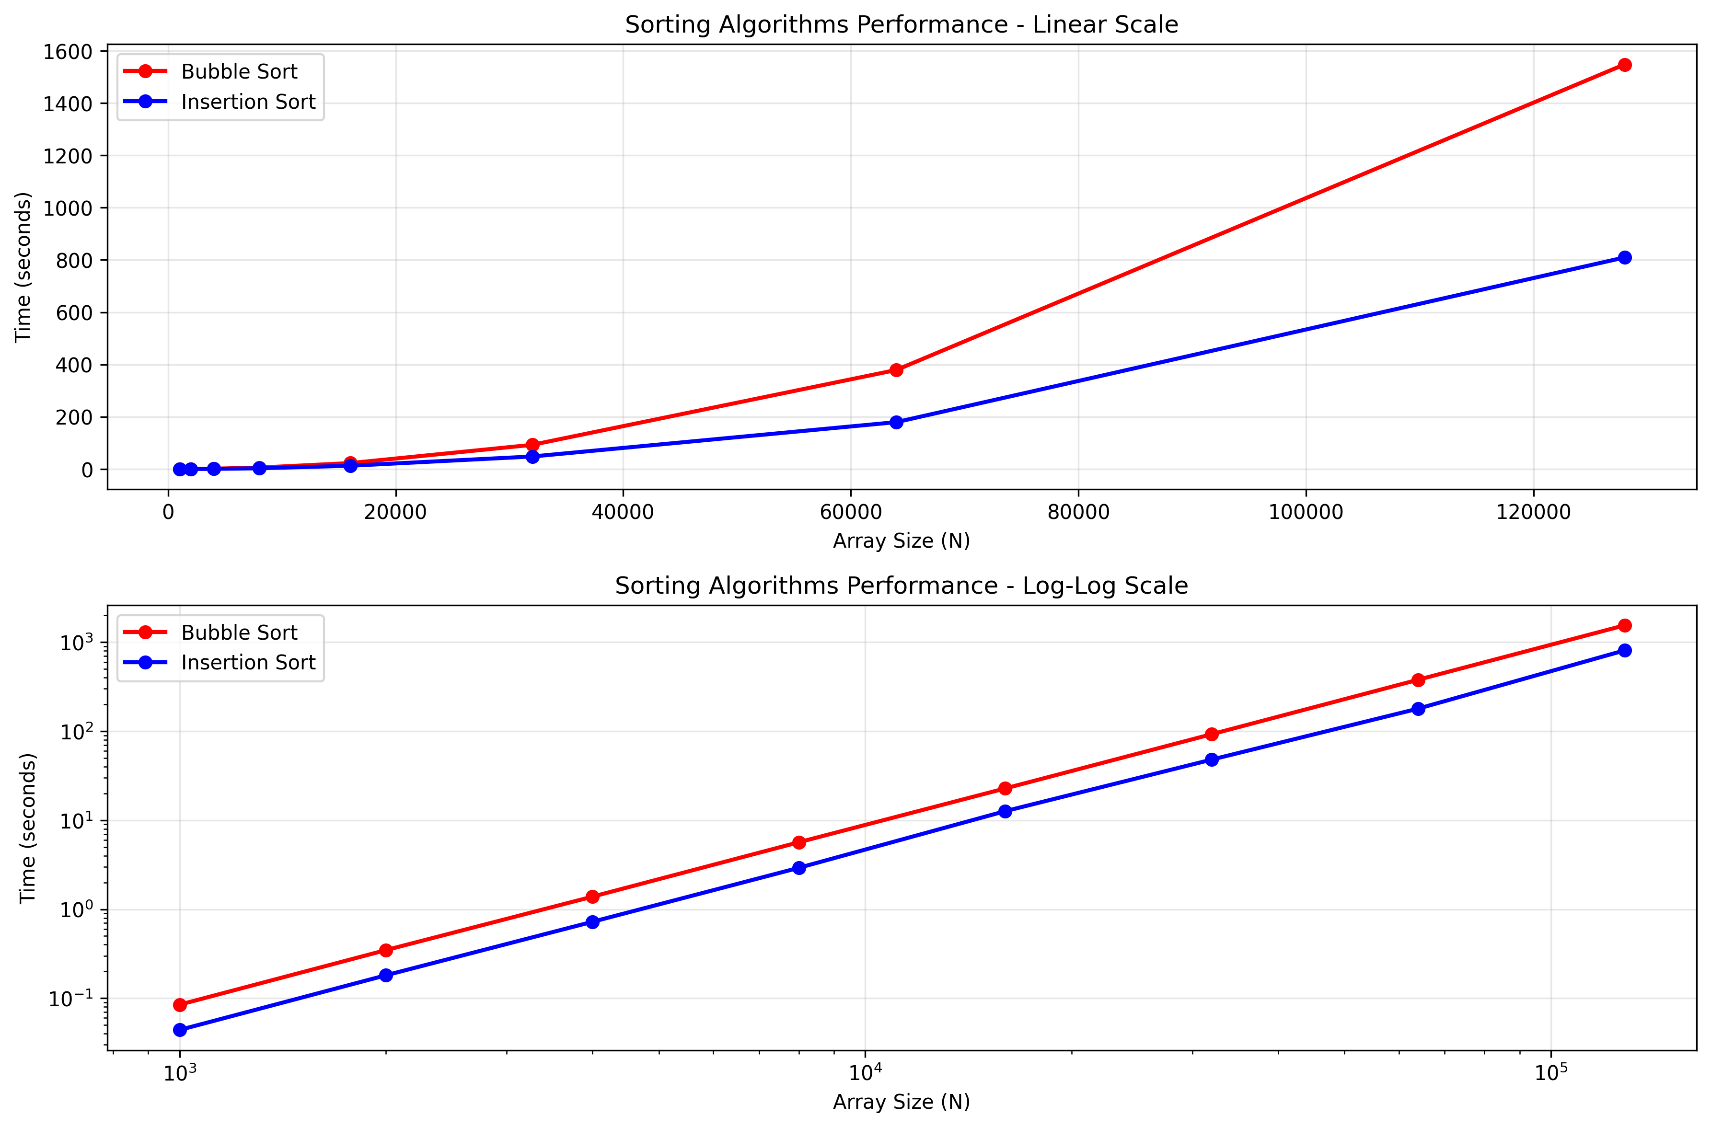 Sorting Algorithms Performance - Linear Scale
Bubble Sort
Insertion Sort
Time (seconds)
1600
1400
1200
1000
800
600
400
200
0
0 20000 40000 60000 80000 100000 120000
Array Size (N)
Sorting Algorithms Performance - Log-Log Scale
Bubble Sort
Insertion Sort
Time (seconds)
10³
10²
10¹
10⁰
10⁻¹
10³ 10⁴ 10⁵
Array Size (N)